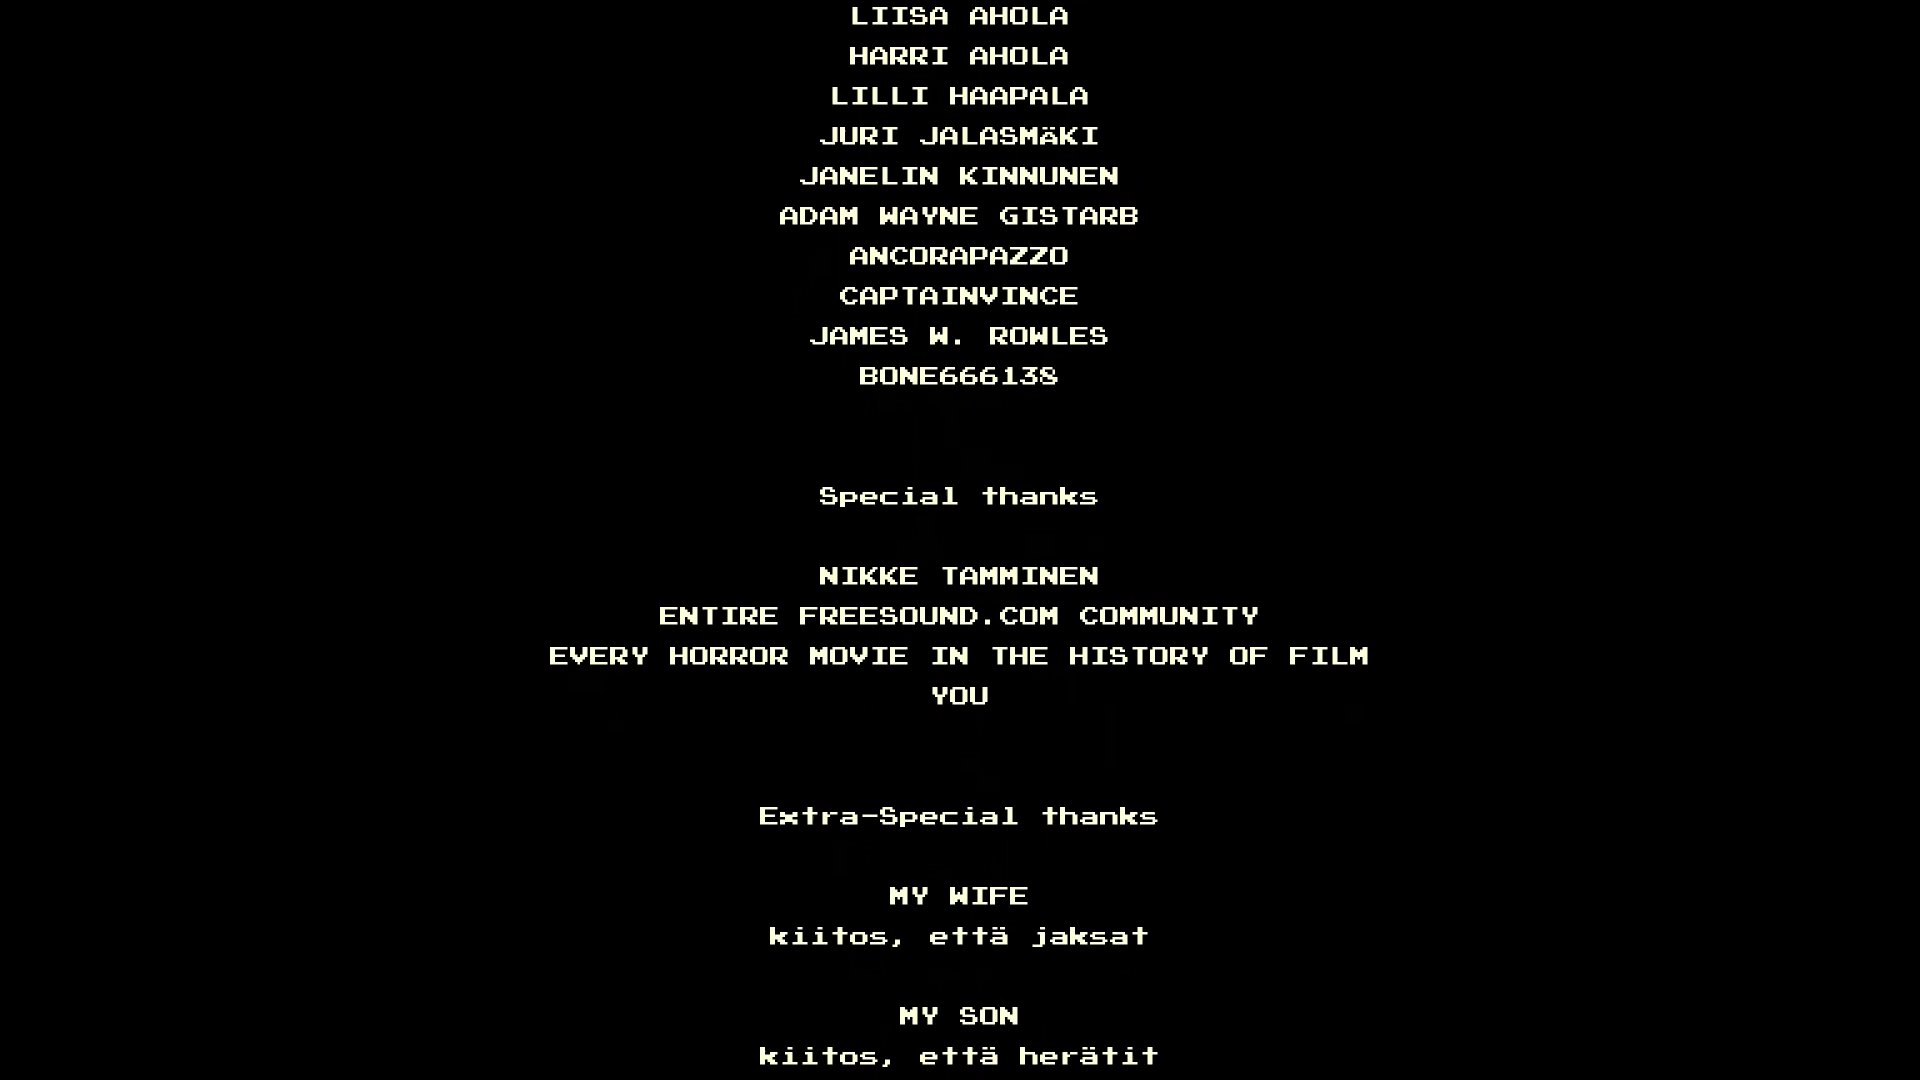 LIISA AHOLA
HARRI AHOLA
LILLI HAAPALA
JURI JALASMäKI
JANELIN KINNUNEN
ADAM WAYNE GISTARB
ANCORAPAZZO
CAPTAINVINCE
JAMES W. ROWLES
BONE666138
Special thanks
NIKKE TAMMINEN
ENTIRE FREESOUND.COM COMMUNITY
EVERY HORROR MOVIE IN THE HISTORY OF FILM
YOU
Extra-Special thanks
MY WIFE
kiitos, että jaksat
MY SON
kiitos, että herätit